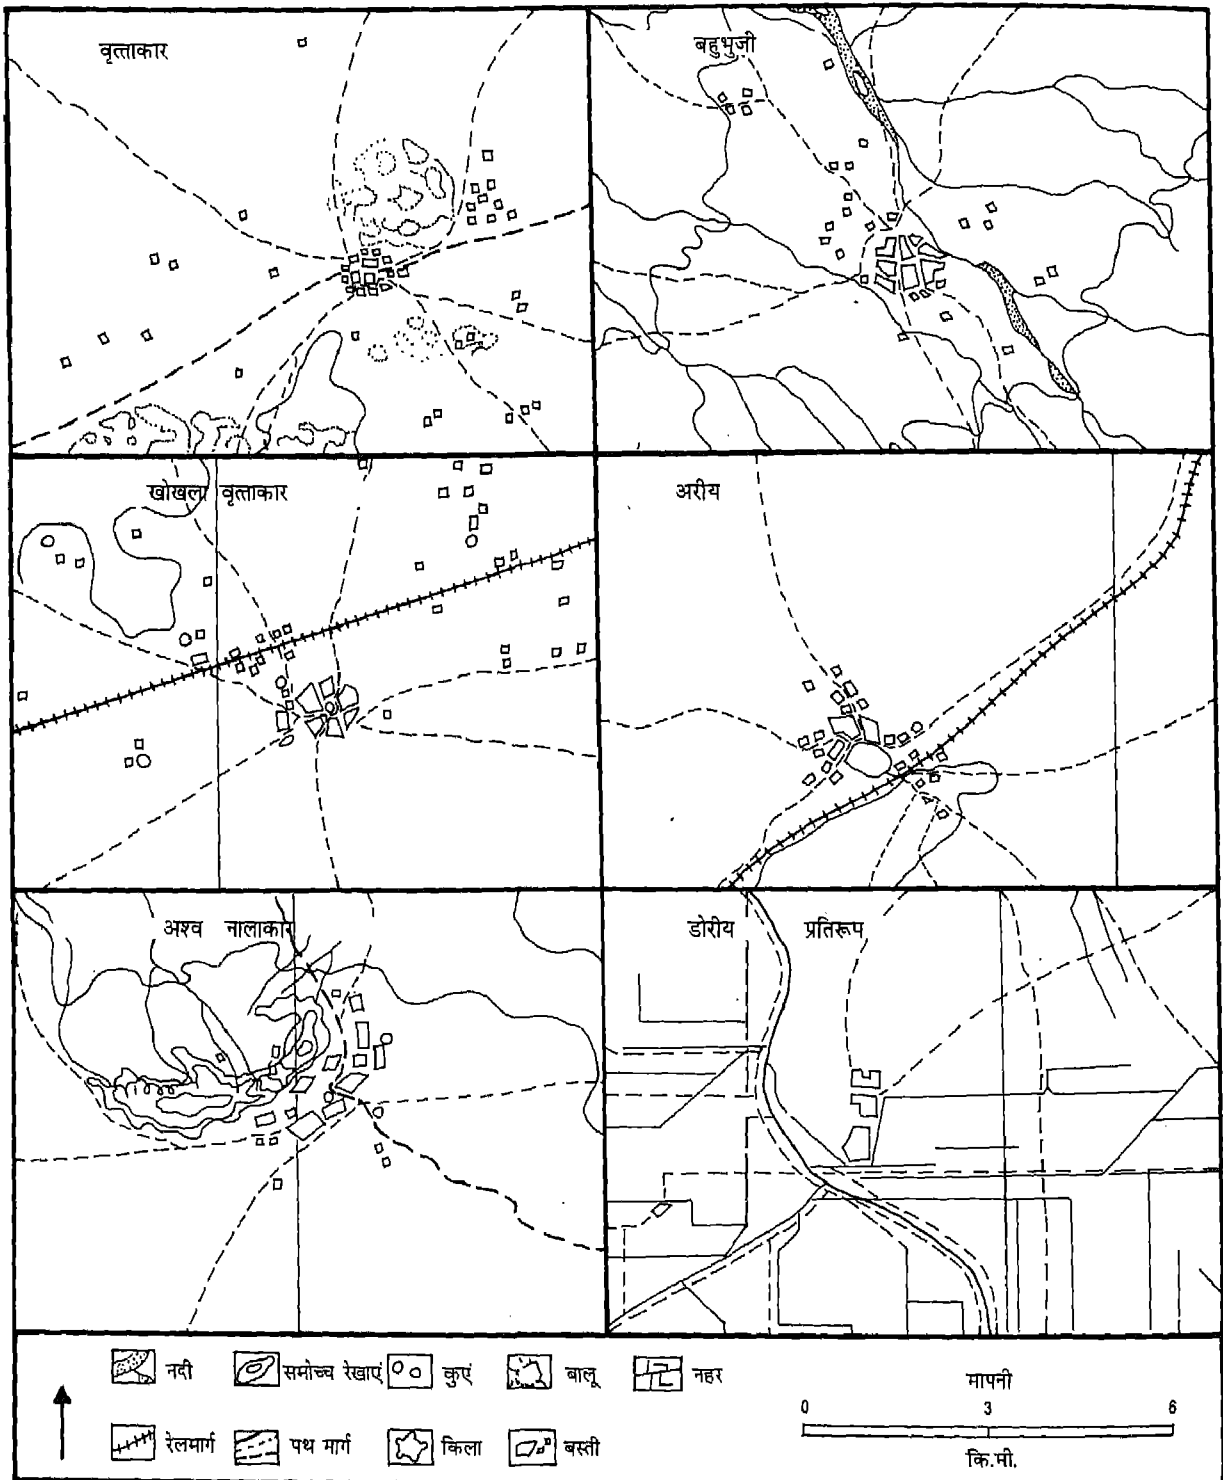 वृत्ताकार
बहुभुजी
खोखला वृत्ताकार
अरीय
अश्व नालाकार
डोरीय प्रतिरूप
नदी
समोच्च रेखाएं
कुएं
बालू
नहर
रेलमार्ग
पथ मार्ग
किला
बस्ती
मापनी
0 3 6
कि.मी.